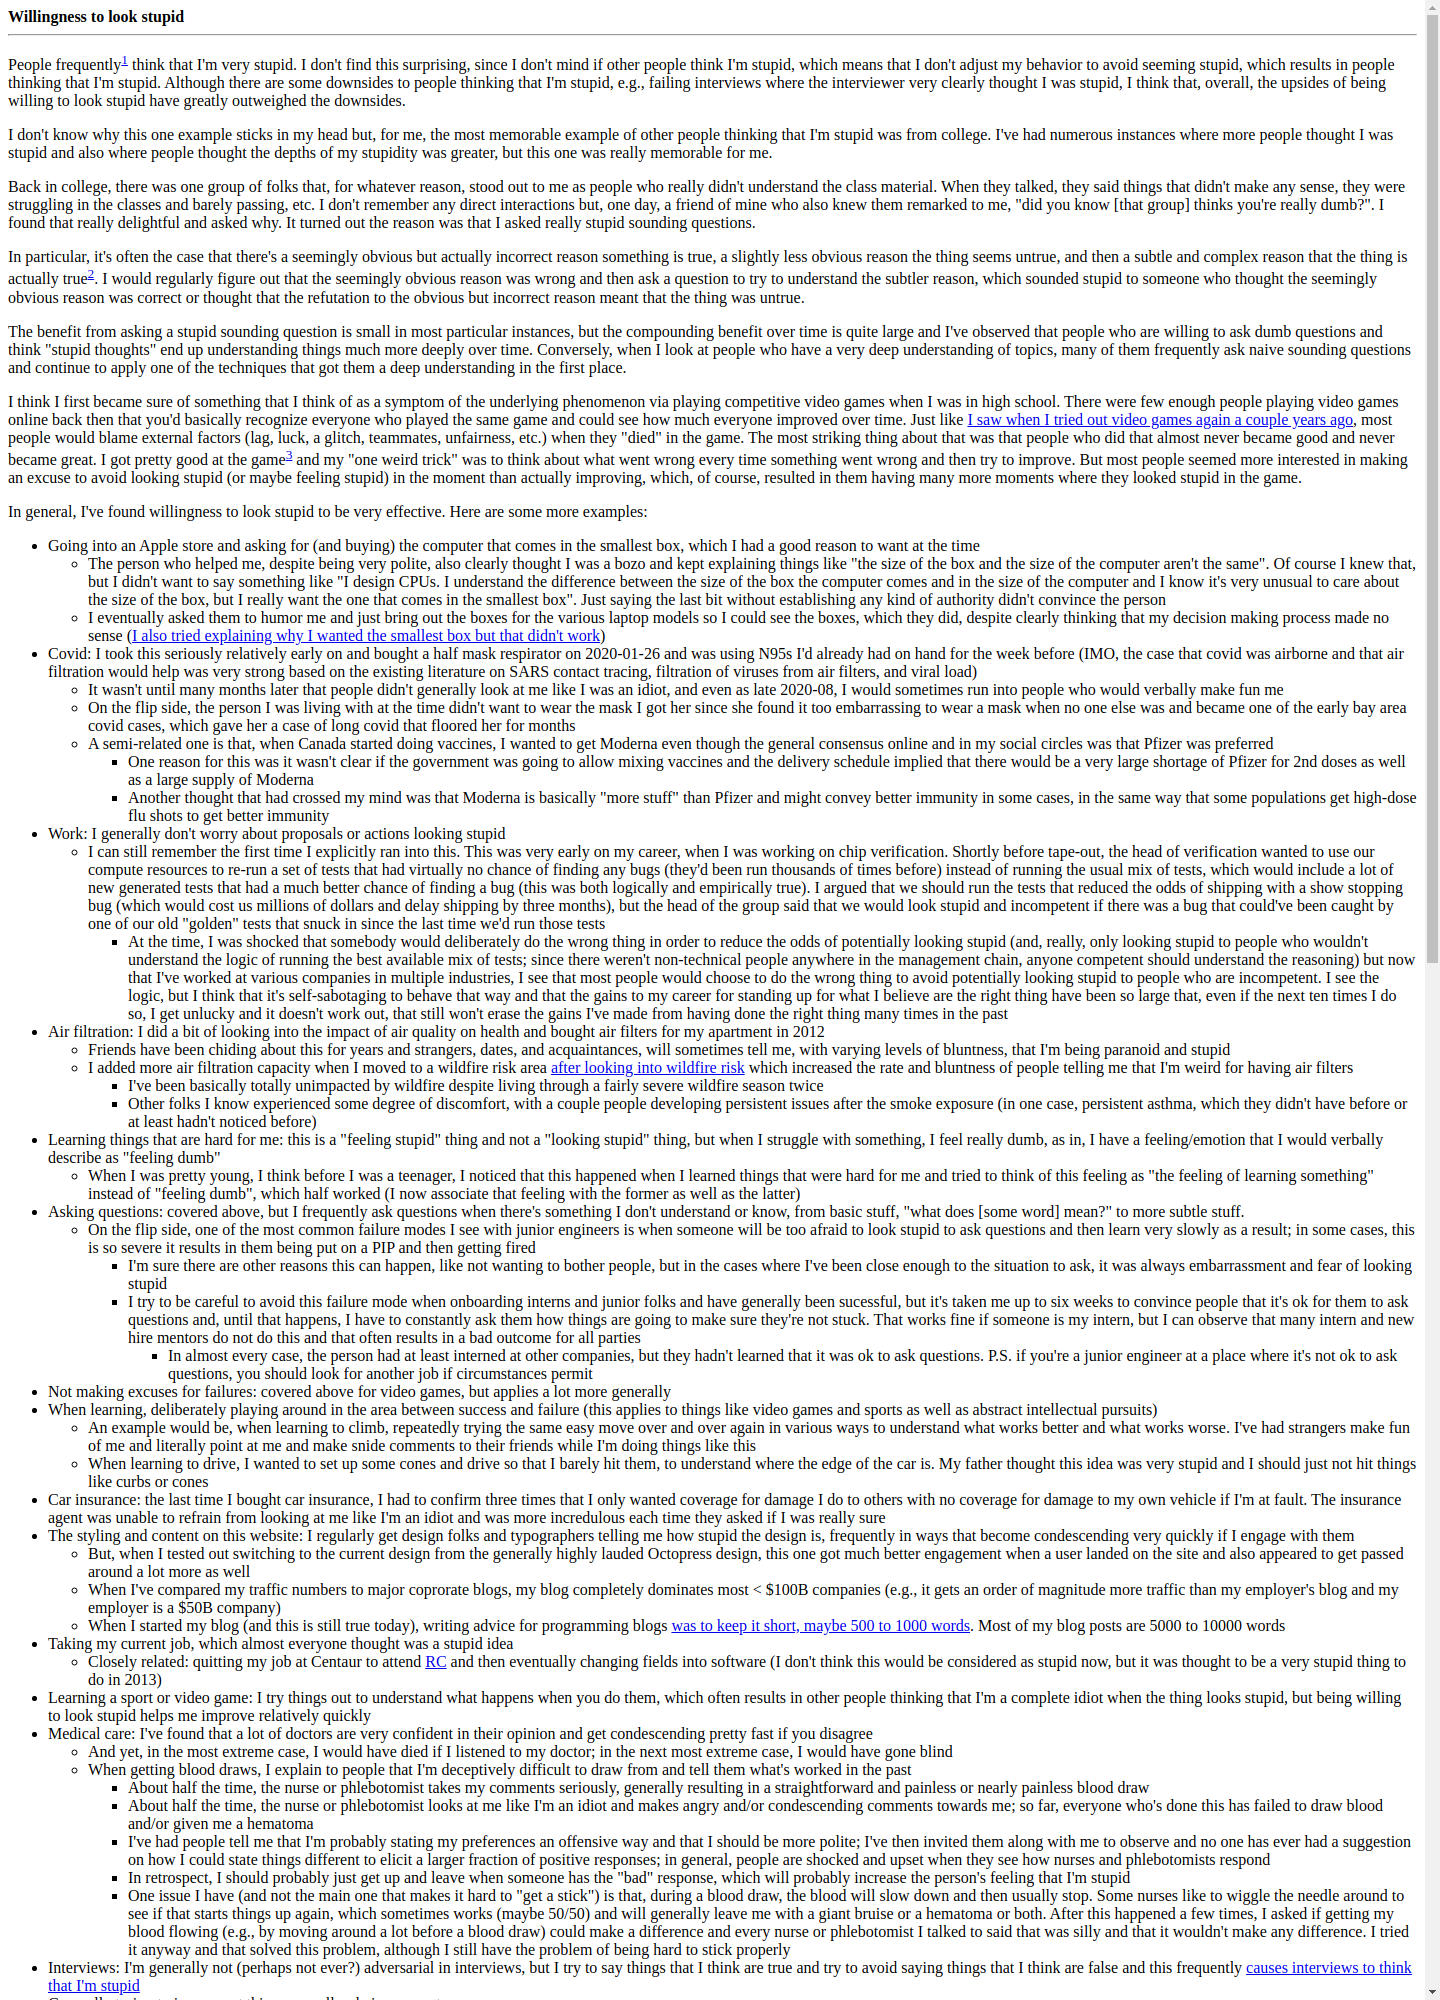 Willingness to look stupid
People frequently1 think that I'm very stupid. I don't find this surprising, since I don't mind if other people think I'm stupid, which means that I don't adjust my behavior to avoid seeming stupid, which results in people
thinking that I'm stupid. Although there are some downsides to people thinking that I'm stupid, e.g., failing interviews where the interviewer very clearly thought I was stupid, I think that, overall, the upsides of being
willing to look stupid have greatly outweighed the downsides.
I don't know why this one example sticks in my head but, for me, the most memorable example of other people thinking that I'm stupid was from college. I've had numerous instances where more people thought I was
stupid and also where people thought the depths of my stupidity was greater, but this one was really memorable for me.
Back in college, there was one group of folks that, for whatever reason, stood out to me as people who really didn't understand the class material. When they talked, they said things that didn't make any sense, they were
struggling in the classes and barely passing, etc. I don't remember any direct interactions but, one day, a friend of mine who also knew them remarked to me, "did you know [that group] thinks you're really dumb?". I
found that really delightful and asked why. It turned out the reason was that I asked really stupid sounding questions.
In particular, it's often the case that there's a seemingly obvious but actually incorrect reason something is true, a slightly less obvious reason the thing seems untrue, and then a subtle and complex reason that the thing is
actually true2. I would regularly figure out that the seemingly obvious reason was wrong and then ask a question to try to understand the subtler reason, which sounded stupid to someone who thought the seemingly
obvious reason was correct or thought that the refutation to the obvious but incorrect reason meant that the thing was untrue.
The benefit from asking a stupid sounding question is small in most particular instances, but the compounding benefit over time is quite large and I've observed that people who are willing to ask dumb questions and
think "stupid thoughts" end up understanding things much more deeply over time. Conversely, when I look at people who have a very deep understanding of topics, many of them frequently ask naive sounding questions
and continue to apply one of the techniques that got them a deep understanding in the first place.
I think I first became sure of something that I think of as a symptom of the underlying phenomenon via playing competitive video games when I was in high school. There were few enough people playing video games
online back then that you'd basically recognize everyone who played the same game and could see how much everyone improved over time. Just like I saw when I tried out video games again a couple years ago, most
people would blame external factors (lag, luck, a glitch, teammates, unfairness, etc.) when they "died" in the game. The most striking thing about that was that people who did that almost never became good and never
became great. I got pretty good at the game3 and my "one weird trick" was to think about what went wrong every time something went wrong and then try to improve. But most people seemed more interested in making
an excuse to avoid looking stupid (or maybe feeling stupid) in the moment than actually improving, which, of course, resulted in them having many more moments where they looked stupid in the game.
In general, I've found willingness to look stupid to be very effective. Here are some more examples:
Going into an Apple store and asking for (and buying) the computer that comes in the smallest box, which I had a good reason to want at the time
The person who helped me, despite being very polite, also clearly thought I was a bozo and kept explaining things like "the size of the box and the size of the computer aren't the same". Of course I knew that,
but I didn't want to say something like "I design CPUs. I understand the difference between the size of the box the computer comes and in the size of the computer and I know it's very unusual to care about
the size of the box, but I really want the one that comes in the smallest box". Just saying the last bit without establishing any kind of authority didn't convince the person
I eventually asked them to humor me and just bring out the boxes for the various laptop models so I could see the boxes, which they did, despite clearly thinking that my decision making process made no
sense (I also tried explaining why I wanted the smallest box but that didn't work)
Covid: I took this seriously relatively early on and bought a half mask respirator on 2020-01-26 and was using N95s I'd already had on hand for the week before (IMO, the case that covid was airborne and that air
filtration would help was very strong based on the existing literature on SARS contact tracing, filtration of viruses from air filters, and viral load)
It wasn't until many months later that people didn't generally look at me like I was an idiot, and even as late 2020-08, I would sometimes run into people who would verbally make fun me
On the flip side, the person I was living with at the time didn't want to wear the mask I got her since she found it too embarrassing to wear a mask when no one else was and became one of the early bay area
covid cases, which gave her a case of long covid that floored her for months
A semi-related one is that, when Canada started doing vaccines, I wanted to get Moderna even though the general consensus online and in my social circles was that Pfizer was preferred
One reason for this was it wasn't clear if the government was going to allow mixing vaccines and the delivery schedule implied that there would be a very large shortage of Pfizer for 2nd doses as well
as a large supply of Moderna
Another thought that had crossed my mind was that Moderna is basically "more stuff" than Pfizer and might convey better immunity in some cases, in the same way that some populations get high-dose
flu shots to get better immunity
Work: I generally don't worry about proposals or actions looking stupid
I can still remember the first time I explicitly ran into this. This was very early on my career, when I was working on chip verification. Shortly before tape-out, the head of verification wanted to use our
compute resources to re-run a set of tests that had virtually no chance of finding any bugs (they'd been run thousands of times before) instead of running the usual mix of tests, which would include a lot of
new generated tests that had a much better chance of finding a bug (this was both logically and empirically true). I argued that we should run the tests that reduced the odds of shipping with a show stopping
bug (which would cost us millions of dollars and delay shipping by three months), but the head of the group said that we would look stupid and incompetent if there was a bug that could've been caught by
one of our old "golden" tests that snuck in since the last time we'd run those tests
At the time, I was shocked that somebody would deliberately do the wrong thing in order to reduce the odds of potentially looking stupid (and, really, only looking stupid to people who wouldn't
understand the logic of running the best available mix of tests; since there weren't non-technical people anywhere in the management chain, anyone competent should understand the reasoning) but now
that I've worked at various companies in multiple industries, I see that most people would choose to do the wrong thing to avoid potentially looking stupid to people who are incompetent. I see the
logic, but I think that it's self-sabotaging to behave that way and that the gains to my career for standing up for what I believe are the right thing have been so large that, even if the next ten times I do
so, I get unlucky and it doesn't work out, that still won't erase the gains I've made from having done the right thing many times in the past
Air filtration: I did a bit of looking into the impact of air quality on health and bought air filters for my apartment in 2012
Friends have been chiding about this for years and strangers, dates, and acquaintances, will sometimes tell me, with varying levels of bluntness, that I'm being paranoid and stupid
I added more air filtration capacity when I moved to a wildfire risk area after looking into wildfire risk which increased the rate and bluntness of people telling me that I'm weird for having air filters
I've been basically totally unimpacted by wildfire despite living through a fairly severe wildfire season twice
Other folks I know experienced some degree of discomfort, with a couple people developing persistent issues after the smoke exposure (in one case, persistent asthma, which they didn't have before or
at least hadn't noticed before)
Learning things that are hard for me: this is a "feeling stupid" thing and not a "looking stupid" thing, but when I struggle with something, I feel really dumb, as in, I have a feeling/emotion that I would verbally
describe as "feeling dumb"
When I was pretty young, I think before I was a teenager, I noticed that this happened when I learned things that were hard for me and tried to think of this feeling as "the feeling of learning something"
instead of "feeling dumb", which half worked (I now associate that feeling with the former as well as the latter)
Asking questions: covered above, but I frequently ask questions when there's something I don't understand or know, from basic stuff, "what does [some word] mean?" to more subtle stuff.
On the flip side, one of the most common failure modes I see with junior engineers is when someone will be too afraid to look stupid to ask questions and then learn very slowly as a result; in some cases, this
is so severe it results in them being put on a PIP and then getting fired
I'm sure there are other reasons this can happen, like not wanting to bother people, but in the cases where I've been close enough to the situation to ask, it was always embarrassment and fear of looking
stupid
I try to be careful to avoid this failure mode when onboarding interns and junior folks and have generally been sucessful, but it's taken me up to six weeks to convince people that it's ok for them to ask
questions and, until that happens, I have to constantly ask them how things are going to make sure they're not stuck. That works fine if someone is my intern, but I can observe that many intern and new
hire mentors do not do this and that often results in a bad outcome for all parties
In almost every case, the person had at least interned at other companies, but they hadn't learned that it was ok to ask questions. P.S. if you're a junior engineer at a place where it's not ok to ask
questions, you should look for another job if circumstances permit
Not making excuses for failures: covered above for video games, but applies a lot more generally
When learning, deliberately playing around in the area between success and failure (this applies to things like video games and sports as well as abstract intellectual pursuits)
An example would be, when learning to climb, repeatedly trying the same easy move over and over again in various ways to understand what works better and what works worse. I've had strangers make fun
of me and literally point at me and make snide comments to their friends while I'm doing things like this
When learning to drive, I wanted to set up some cones and drive so that I barely hit them, to understand where the edge of the car is. My father thought this idea was very stupid and I should just not hit things
like curbs or cones
Car insurance: the last time I bought car insurance, I had to confirm three times that I only wanted coverage for damage I do to others with no coverage for damage to my own vehicle if I'm at fault. The insurance
agent was unable to refrain from looking at me like I'm an idiot and was more incredulous each time they asked if I was really sure
The styling and content on this website: I regularly get design folks and typographers telling me how stupid the design is, frequently in ways that become condescending very quickly if I engage with them
But, when I tested out switching to the current design from the generally highly lauded Octopress design, this one got much better engagement when a user landed on the site and also appeared to get passed
around a lot more as well
When I've compared my traffic numbers to major coprorate blogs, my blog completely dominates most < $100B companies (e.g., it gets an order of magnitude more traffic than my employer's blog and my
employer is a $50B company)
When I started my blog (and this is still true today), writing advice for programming blogs was to keep it short, maybe 500 to 1000 words. Most of my blog posts are 5000 to 10000 words
Taking my current job, which almost everyone thought was a stupid idea
Closely related: quitting my job at Centaur to attend RC and then eventually changing fields into software (I don't think this would be considered as stupid now, but it was thought to be a very stupid thing to
do in 2013)
Learning a sport or video game: I try things out to understand what happens when you do them, which often results in other people thinking that I'm a complete idiot when the thing looks stupid, but being willing
to look stupid helps me improve relatively quickly
Medical care: I've found that a lot of doctors are very confident in their opinion and get condescending pretty fast if you disagree
And yet, in the most extreme case, I would have died if I listened to my doctor; in the next most extreme case, I would have gone blind
When getting blood draws, I explain to people that I'm deceptively difficult to draw from and tell them what's worked in the past
About half the time, the nurse or phlebotomist takes my comments seriously, generally resulting in a straightforward and painless or nearly painless blood draw
About half the time, the nurse or phlebotomist looks at me like I'm an idiot and makes angry and/or condescending comments towards me; so far, everyone who's done this has failed to draw blood
and/or given me a hematoma
I've had people tell me that I'm probably stating my preferences an offensive way and that I should be more polite; I've then invited them along with me to observe and no one has ever had a suggestion
on how I could state things different to elicit a larger fraction of positive responses; in general, people are shocked and upset when they see how nurses and phlebotomists respond
In retrospect, I should probably just get up and leave when someone has the "bad" response, which will probably increase the person's feeling that I'm stupid
One issue I have (and not the main one that makes it hard to "get a stick") is that, during a blood draw, the blood will slow down and then usually stop. Some nurses like to wiggle the needle around to
see if that starts things up again, which sometimes works (maybe 50/50) and will generally leave me with a giant bruise or a hematoma or both. After this happened a few times, I asked if getting my
blood flowing (e.g., by moving around a lot before a blood draw) could make a difference and every nurse or phlebotomist I talked to said that was silly and that it wouldn't make any difference. I tried
it anyway and that solved this problem, although I still have the problem of being hard to stick properly
Interviews: I'm generally not (perhaps not ever?) adversarial in interviews, but I try to say things that I think are true and try to avoid saying things that I think are false and this frequently causes interviews to think
that I'm stupid